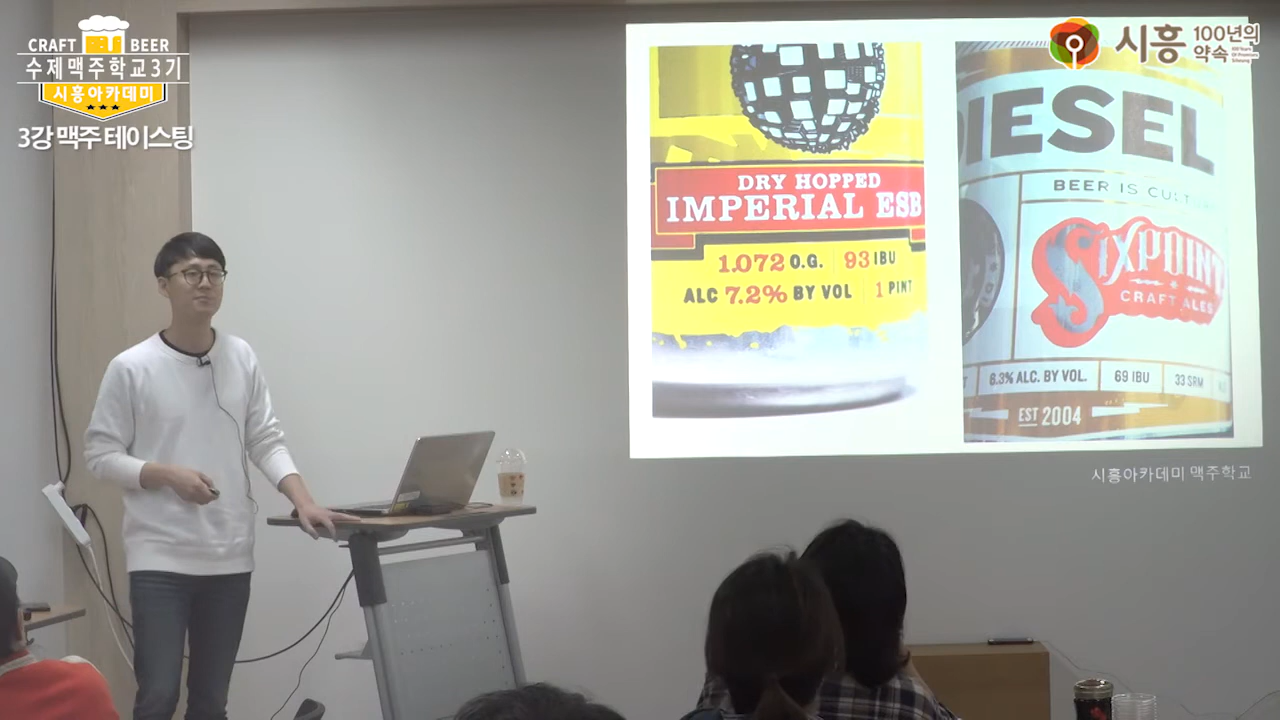 CRAFT BEER
수제맥주학교3기
시흥아카데미
3강 맥주 테이스팅
시흥
100년의
약속
DRY HOPPED
IMPERIAL ESB
1.072 O.G. 93 IBU
ALC 7.2% BY VOL 1 PINT
DIESEL
BEER IS
SIXPOINT
CRAFT ALES
6.3% ALC. BY VOL. 69 IBU 33 SRM
EST 2004
시흥아카데미 맥주학교